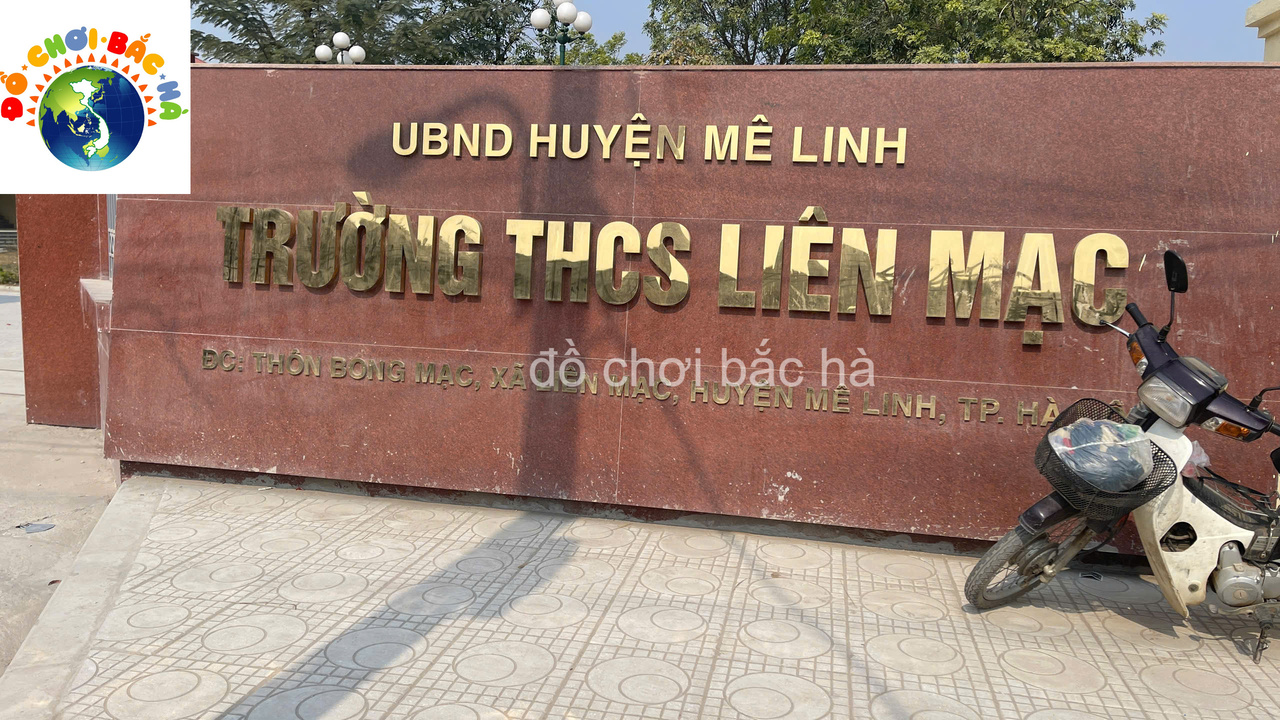 ĐỒ CHƠI BẮC HÀ
UBND HUYỆN MÊ LINH
TRƯỜNG THCS LIÊN MẠC
ĐC: THÔN BỒNG MẠC, XÃ LIÊN MẠC, HUYỆN MÊ LINH, TP. HÀ
đồ chơi bắc hà